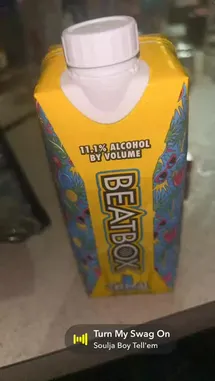 11.1% ALCOHOL
BY VOLUME
BEATBOX
Turn My Swag On
Soulja Boy Tell'em